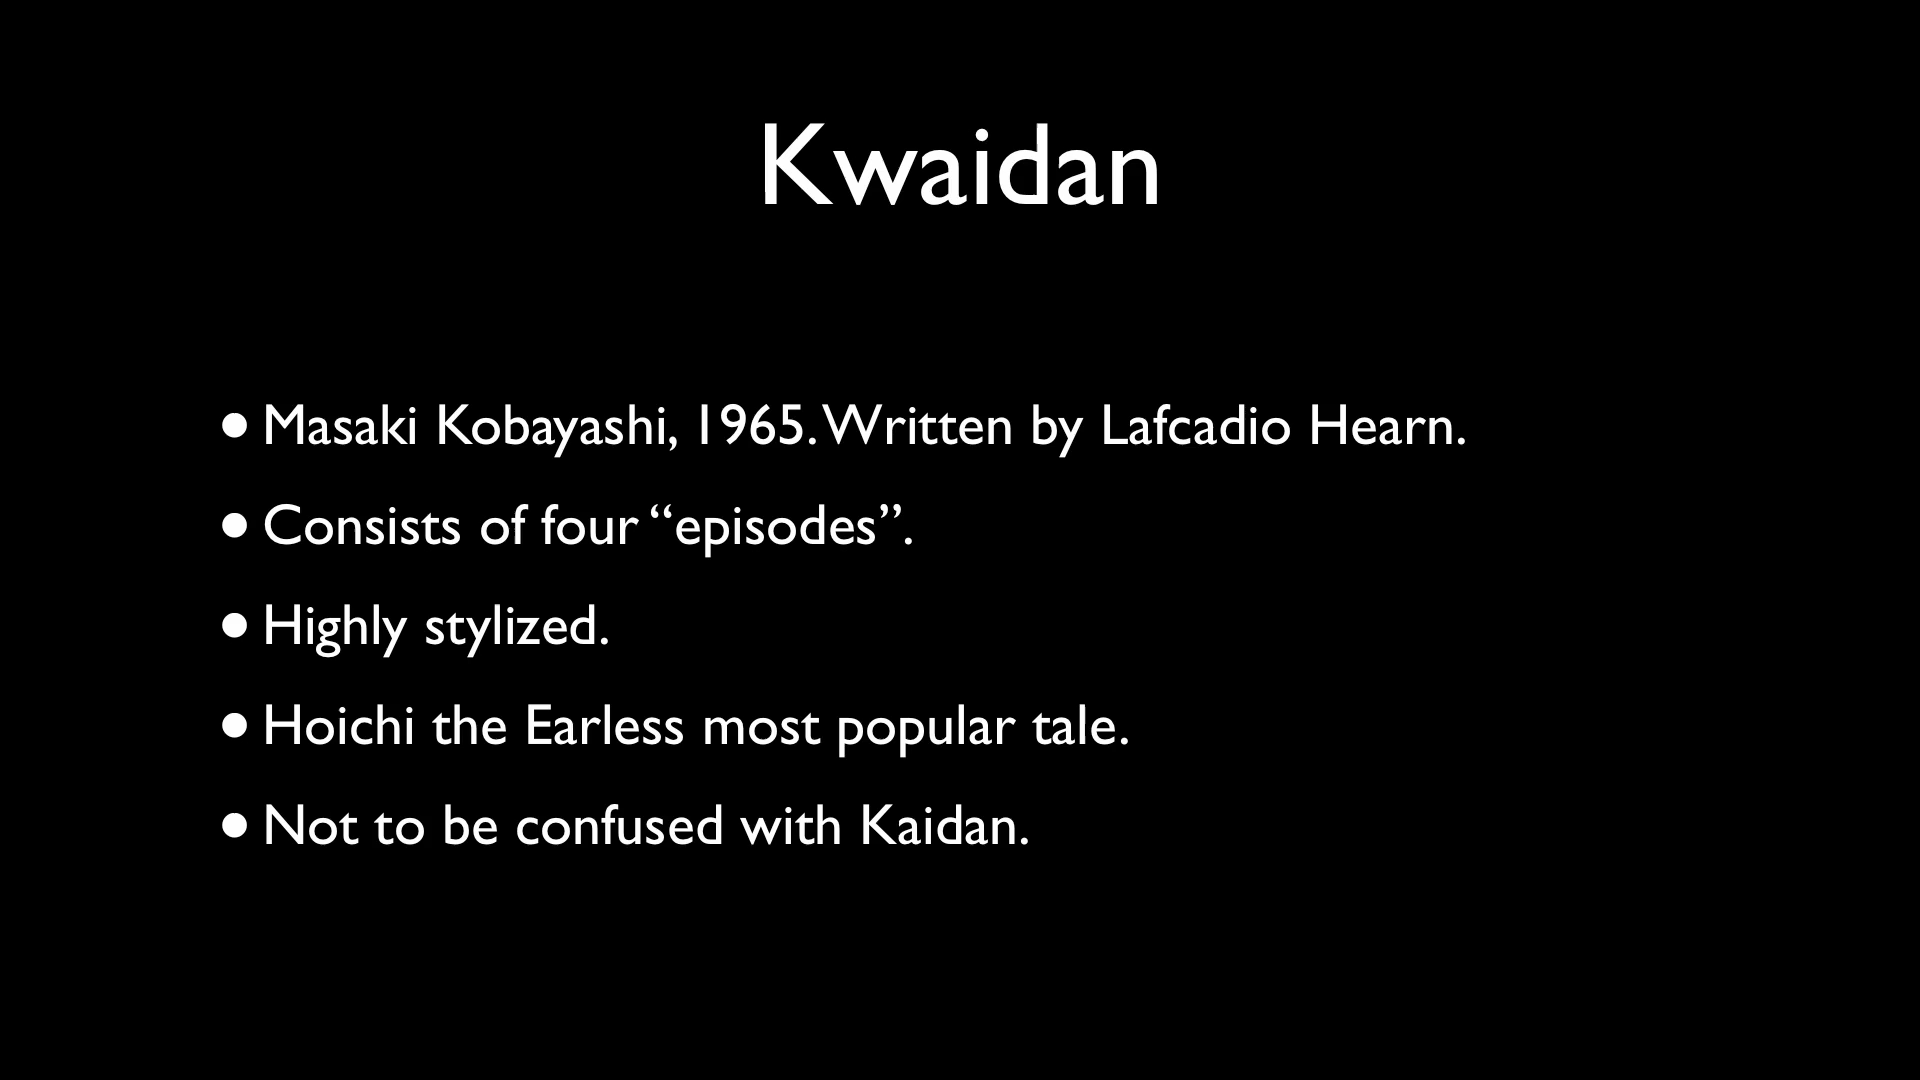 Kwaidan
• Masaki Kobayashi, 1965. Written by Lafcadio Hearn.
• Consists of four “episodes”.
• Highly stylized.
• Hoichi the Earless most popular tale.
• Not to be confused with Kaidan.